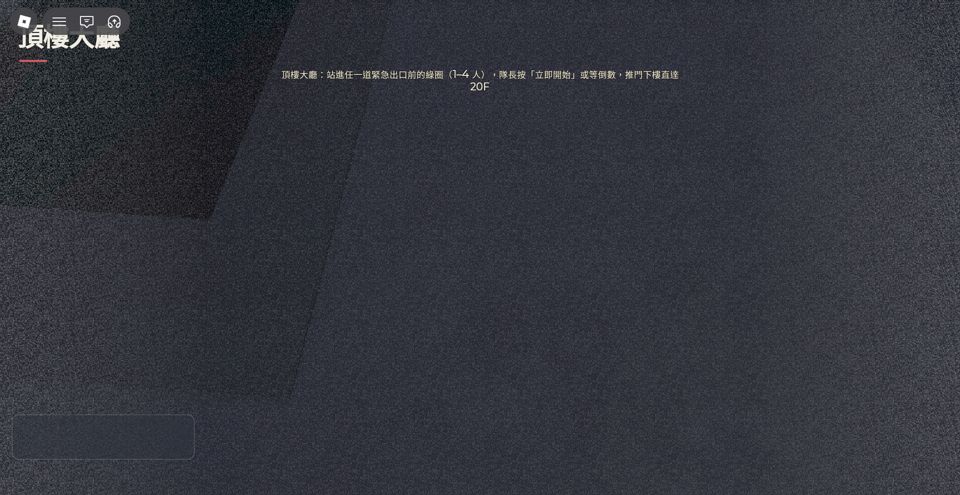 頂樓大廳
頂樓大廳：站進任一道緊急出口前的綠圈（1–4 人），隊長按「立即開始」或等倒數，推門下樓直達
20F